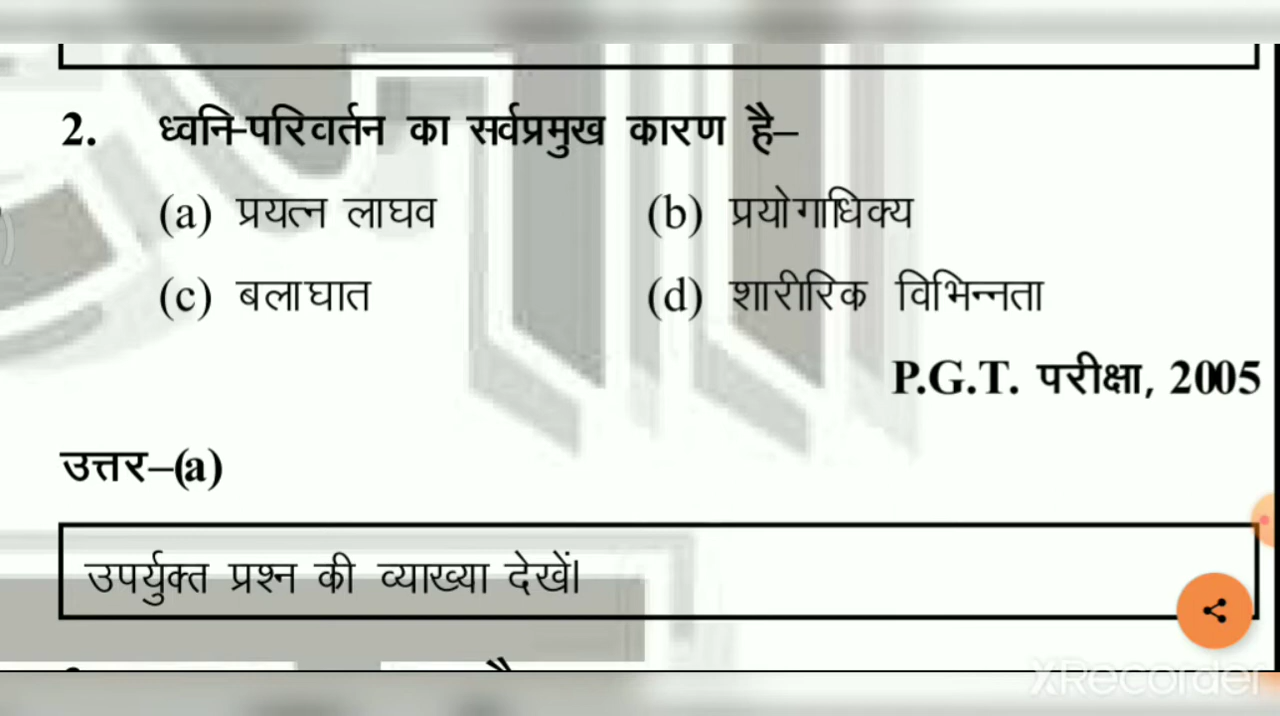 2. ध्वनि-परिवर्तन का सर्वप्रमुख कारण है–
(a) प्रयत्न लाघव (b) प्रयोगाधिक्य
(c) बलाघात (d) शारीरिक विभिन्नता
P.G.T. परीक्षा, 2005
उत्तर–(a)
उपर्युक्त प्रश्न की व्याख्या देखें।
XRecorder